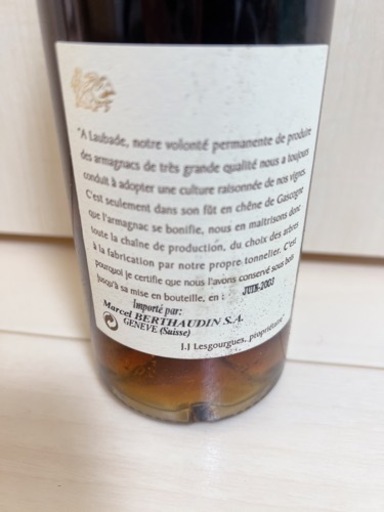 "A Laubade, notre volonté permanente de produire
des armagnacs de très grande qualité nous a toujours
conduit à adopter une culture raisonnée de nos vignes.
C'est seulement dans son fût en chêne de Gascogne
que l'armagnac se bonifie, nous en maîtrisons donc
toute la chaîne de production, du choix des arbres
à la fabrication par notre propre tonnelier. C'est
pourquoi je certifie que nous l'avons conservé sous bois
jusqu'à sa mise en bouteille, en : JUIN-2002
Importé par:
Marcel BERTHAUDIN S.A.
GENEVE (Suisse)
J.J Lesgourgues, propriétaire"